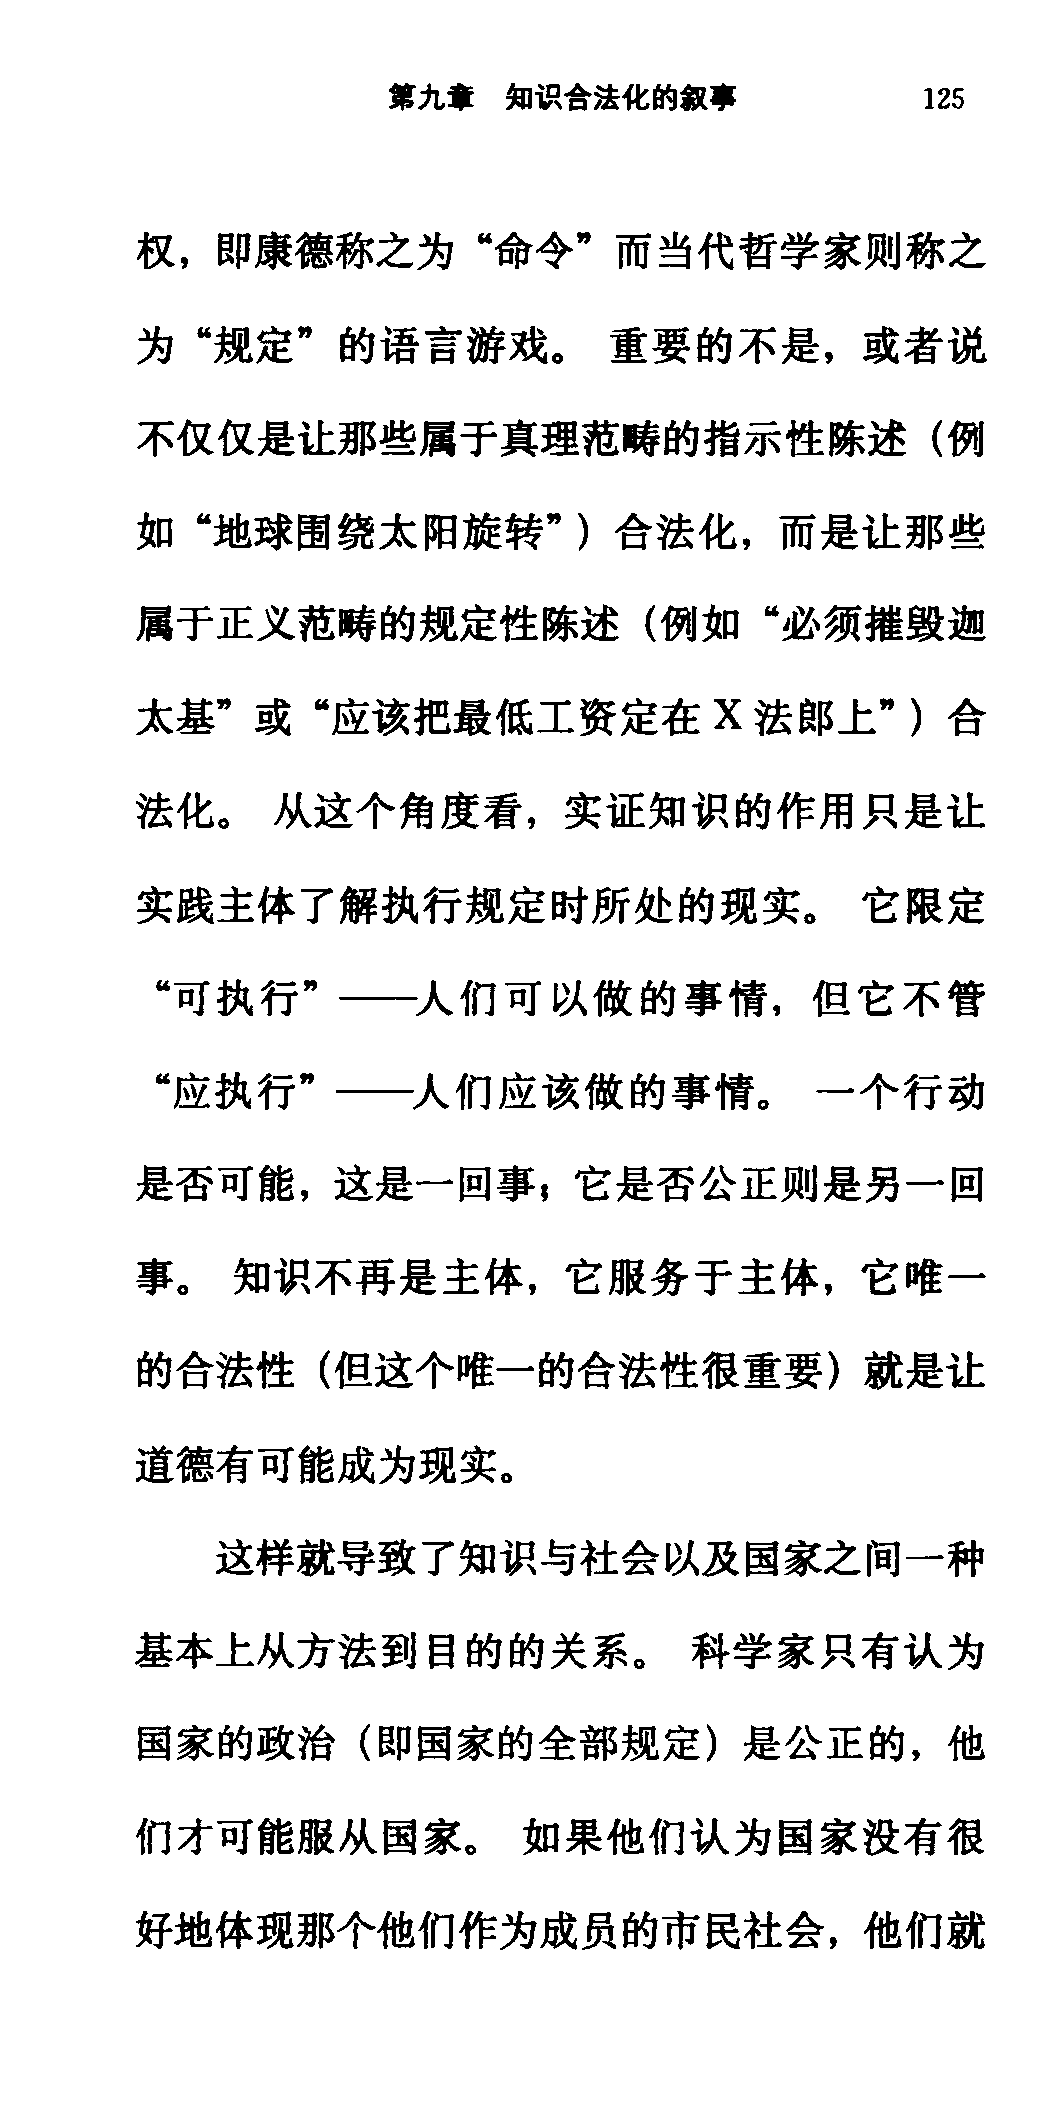 第九章 知识合法化的叙事 125
权，即康德称之为“命令”而当代哲学家则称之
为“规定”的语言游戏。 重要的不是，或者说
不仅仅是让那些属于真理范畴的指示性陈述（例
如“地球围绕太阳旋转”）合法化，而是让那些
属于正义范畴的规定性陈述（例如“必须摧毁迦
太基”或“应该把最低工资定在 X 法郎上”）合
法化。 从这个角度看，实证知识的作用只是让
实践主体了解执行规定时所处的现实。 它限定
“可执行”——人们可以做的事情，但它不管
“应执行”——人们应该做的事情。 一个行动
是否可能，这是一回事；它是否公正则是另一回
事。 知识不再是主体，它服务于主体，它唯一
的合法性（但这个唯一的合法性很重要）就是让
道德有可能成为现实。
这样就导致了知识与社会以及国家之间一种
基本上从方法到目的的关系。 科学家只有认为
国家的政治（即国家的全部规定）是公正的，他
们才可能服从国家。 如果他们认为国家没有很
好地体现那个他们作为成员的市民社会，他们就